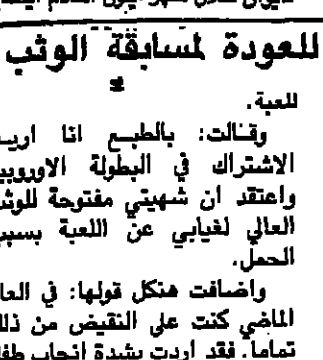 للعودة لمسابقة الوثب
للعبة.
وقالت: بالطبع انا اريد
الاشتراك في البطولة الاوروبية
واعتقد ان شهيتي مفتوحة للوثب
العالي لغيابي عن اللعبة بسبب
الحمل.
واضافت هنكل قولها: في العام
الماضي كنت على النقيض من ذلك
تماما. فقد اردت بشدة انجاب طفل